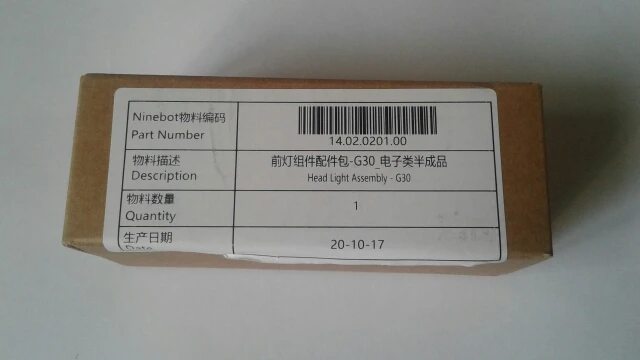 Ninebot物料编码
Part Number
14.02.0201.00
物料描述
Description
前灯组件配件包-G30_电子类半成品
Head Light Assembly - G30
物料数量
Quantity
1
生产日期
Date
20-10-17